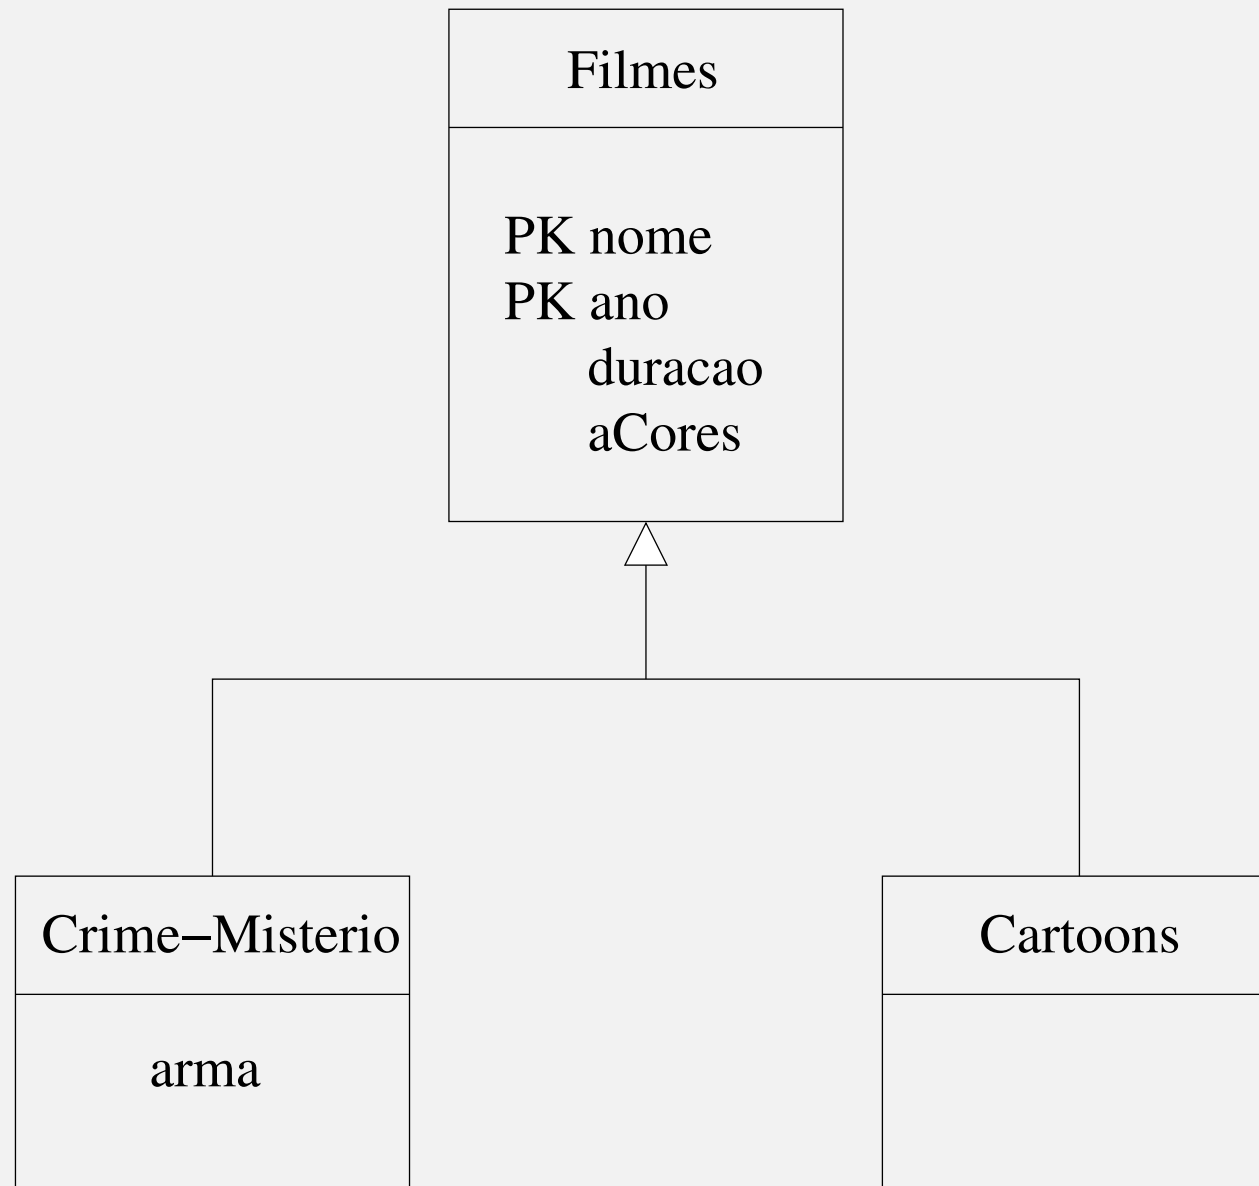 Filmes
PK nome
PK ano
duracao
aCores
Crime–Misterio
Cartoons
arma